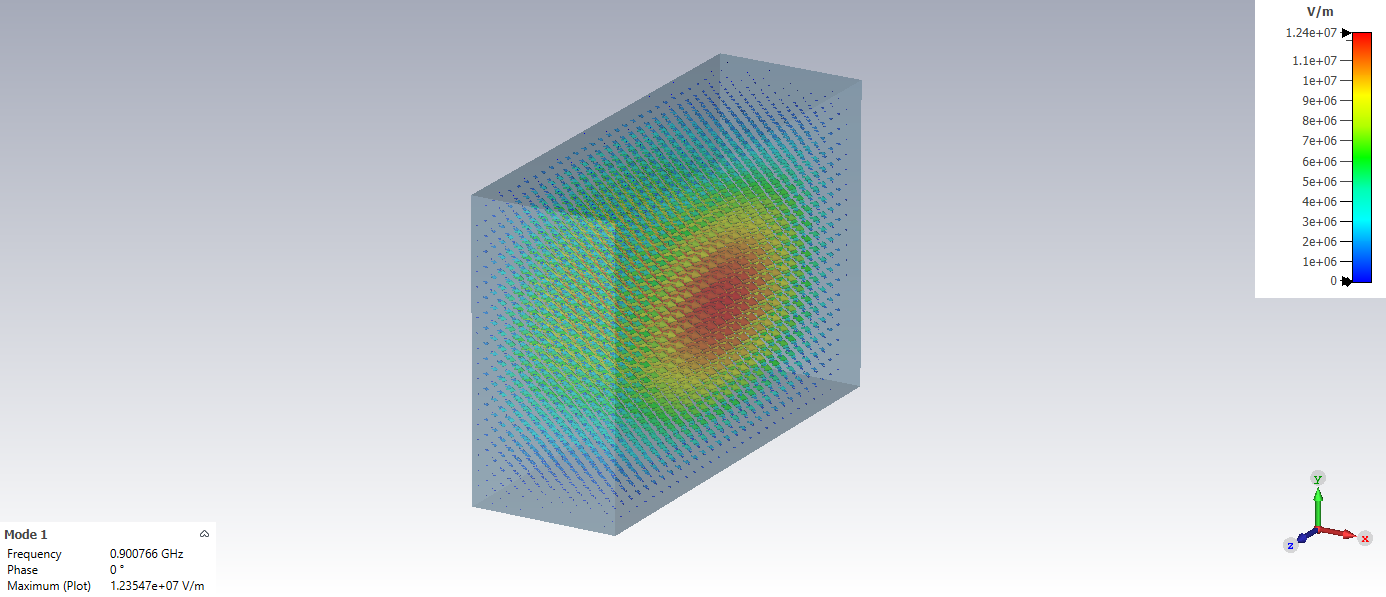 V/m
1.24e+07
1.1e+07
1e+07
9e+06
8e+06
7e+06
6e+06
5e+06
4e+06
3e+06
2e+06
1e+06
0
y
x
z
Mode 1
Frequency 0.900766 GHz
Phase 0 °
Maximum (Plot) 1.23547e+07 V/m